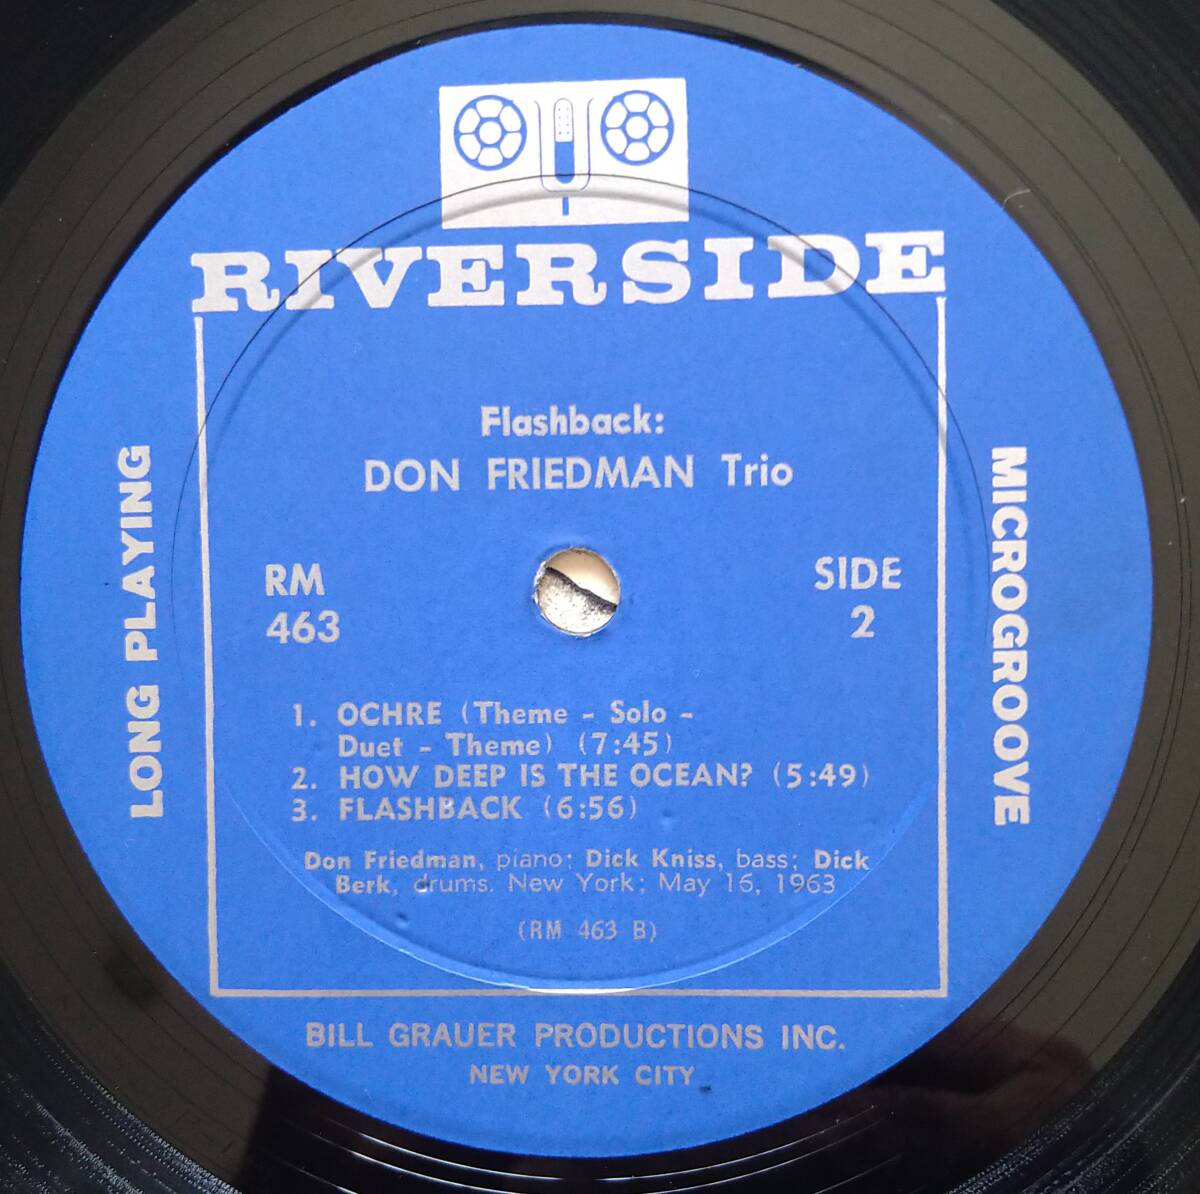 RIVERSIDE
Flashback:
DON FRIEDMAN Trio
RM
463
SIDE
2
LONG PLAYING
MICROGROOVE
1. OCHRE (Theme - Solo -
Duet - Theme) (7:45)
2. HOW DEEP IS THE OCEAN? (5:49)
3. FLASHBACK (6:56)
Don Friedman, piano; Dick Kniss, bass; Dick
Berk, drums. New York; May 16, 1963
(RM 463 B)
BILL GRAUER PRODUCTIONS INC.
NEW YORK CITY